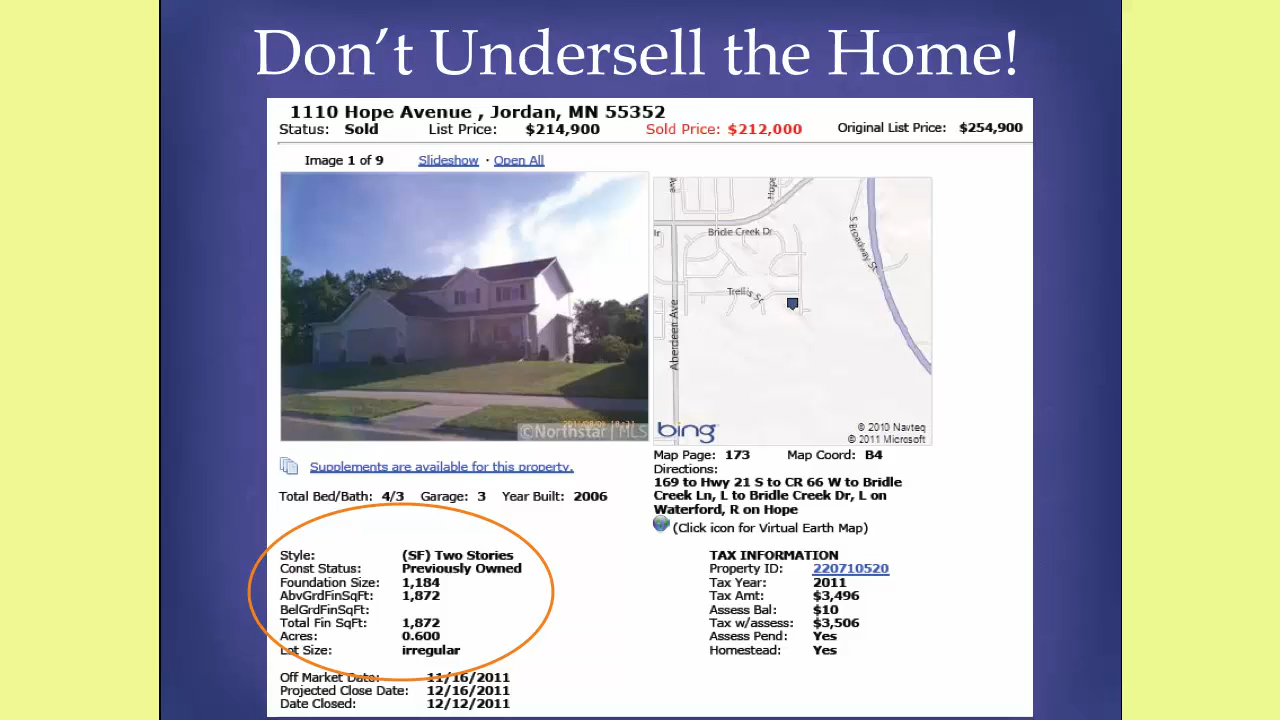 Don't Undersell the Home!
1110 Hope Avenue , Jordan, MN 55352
Status: Sold List Price: $214,900 Sold Price: $212,000 Original List Price: $254,900
Image 1 of 9 Slideshow · Open All
Ave
Hope
Bridle Creek Dr
S Broadway St
Trellis St
Aberdeen Ave
©Northstar | MLS
bing
© 2010 Navteq
© 2011 Microsoft
Supplements are available for this property.
Total Bed/Bath: 4/3 Garage: 3 Year Built: 2006
Map Page: 173 Map Coord: B4
Directions:
169 to Hwy 21 S to CR 66 W to Bridle
Creek Ln, L to Bridle Creek Dr, L on
Waterford, R on Hope
(Click icon for Virtual Earth Map)
Style: (SF) Two Stories
Const Status: Previously Owned
Foundation Size: 1,184
AbvGrdFinSqFt: 1,872
BelGrdFinSqFt:
Total Fin SqFt: 1,872
Acres: 0.600
Lot Size: irregular
TAX INFORMATION
Property ID: 220710520
Tax Year: 2011
Tax Amt: $3,496
Assess Bal: $10
Tax w/assess: $3,506
Assess Pend: Yes
Homestead: Yes
Off Market Date: 11/16/2011
Projected Close Date: 12/16/2011
Date Closed: 12/12/2011